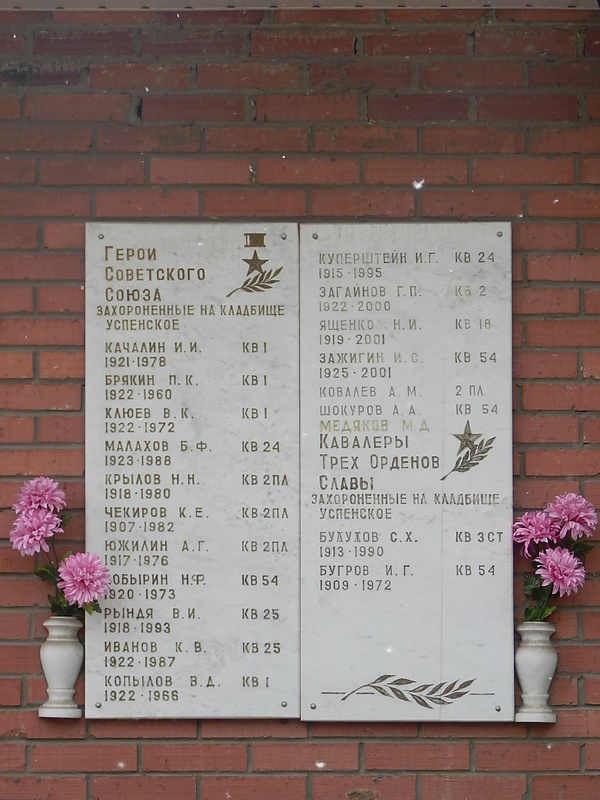 Герои
Советского
Союза
захороненные на кладбище
Успенское
Качалин И.И. кв 1
1921·1978
Брякин П.К. кв 1
1922·1960
Клюев В.К. кв 1
1922·1972
Малахов Б.Ф. кв 24
1923·1988
Крылов Н.Н. кв 2пл
1918·1980
Чекиров К.Е. кв 2пл
1907·1982
Южилин А.Г. кв 2пл
1917·1976
обырин Н.Ф. кв 54
1920·1973
Рындя В.И. кв 25
1918·1993
Иванов К.В. кв 25
1922·1987
Копылов В.Д. кв 1
1922·1966
Куперштейн И.Г. кв 24
1915·1995
Загайнов Г.П. кв 2
1922·2000
Ященко Н.И. кв 18
1919·2001
Зажигин И.С. кв 54
1925·2001
Ковалев А.М. 2 пл
Шокуров А.А. кв 54
Медяков М.Д.
Кавалеры
Трех Орденов
Славы
захороненные на кладбище
Успенское
С.Х. кв 3ст
1913·1990
Бугров И.Г. кв 54
1909·1972